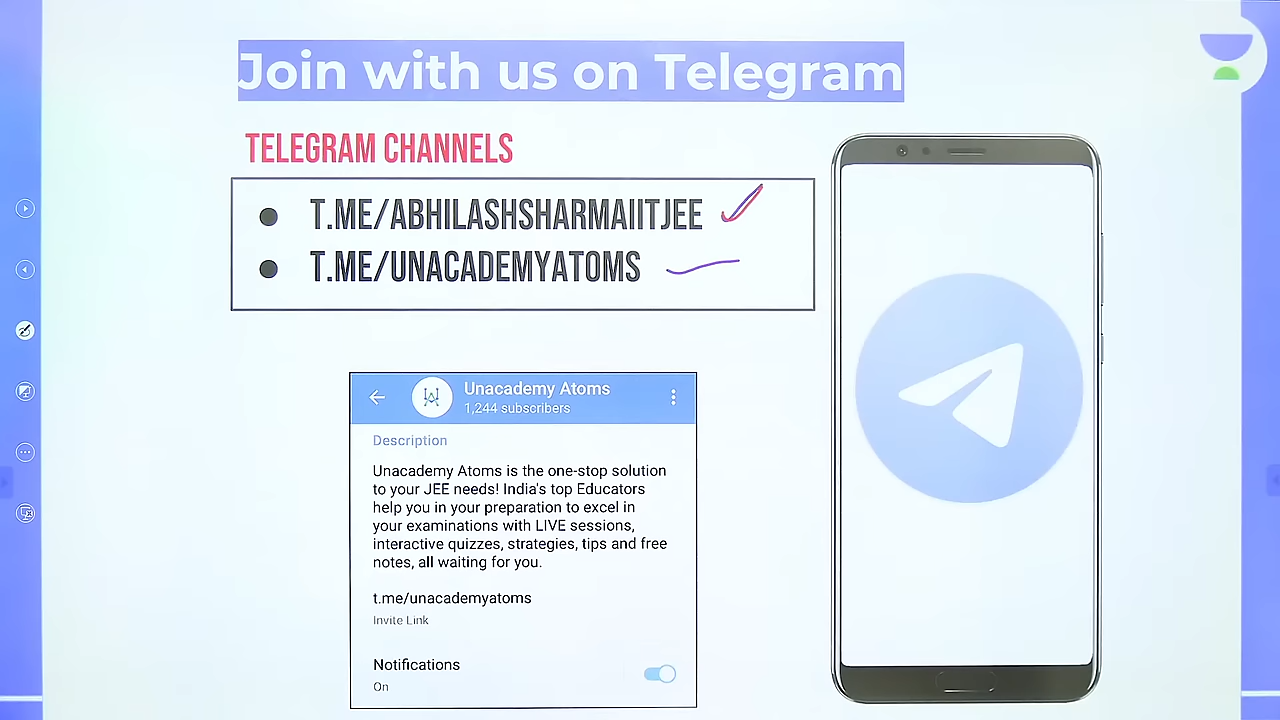 Join with us on Telegram
TELEGRAM CHANNELS
● T.ME/ABHILASHSHARMAIITJEE
● T.ME/UNACADEMYATOMS
Unacademy Atoms
1,244 subscribers
Description
Unacademy Atoms is the one-stop solution
to your JEE needs! India's top Educators
help you in your preparation to excel in
your examinations with LIVE sessions,
interactive quizzes, strategies, tips and free
notes, all waiting for you.
t.me/unacademyatoms
Invite Link
Notifications
On